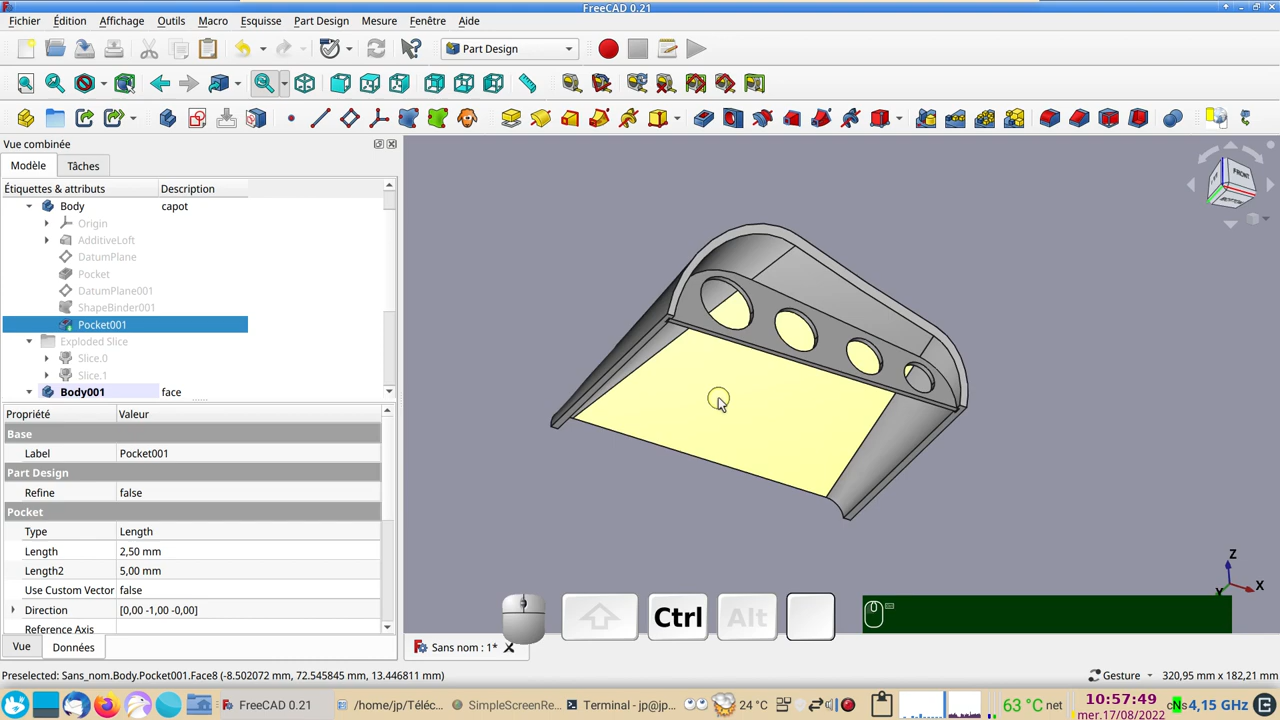 FreeCAD 0.21
Fichier Édition Affichage Outils Macro Esquisse Part Design Mesure Fenêtre Aide
Part Design
Vue combinée
Modèle Tâches
Étiquettes & attributs Description
Body capot
Origin
AdditiveLoft
DatumPlane
Pocket
DatumPlane001
ShapeBinder001
Pocket001
Exploded Slice
Slice.0
Slice.1
Body001 face
Propriété Valeur
Base
Label Pocket001
Part Design
Refine false
Pocket
Type Length
Length 2,50 mm
Length2 5,00 mm
Use Custom Vector false
Direction [0,00 -1,00 -0,00]
Reference Axis
Vue Données
FRONT
Z
X
Y
Ctrl Alt
Sans nom : 1*
Preselected: Sans_nom.Body.Pocket001.Face8 (-8.502072 mm, 72.545845 mm, 13.446811 mm)
Gesture 320,95 mm x 182,21 mm
FreeCAD 0.21 /home/jp/Téléc... SimpleScreenRe... Terminal - jp@jp... 24 °C 63 °C net 10:57:49 mer.17/08/2022 4,15 GHz